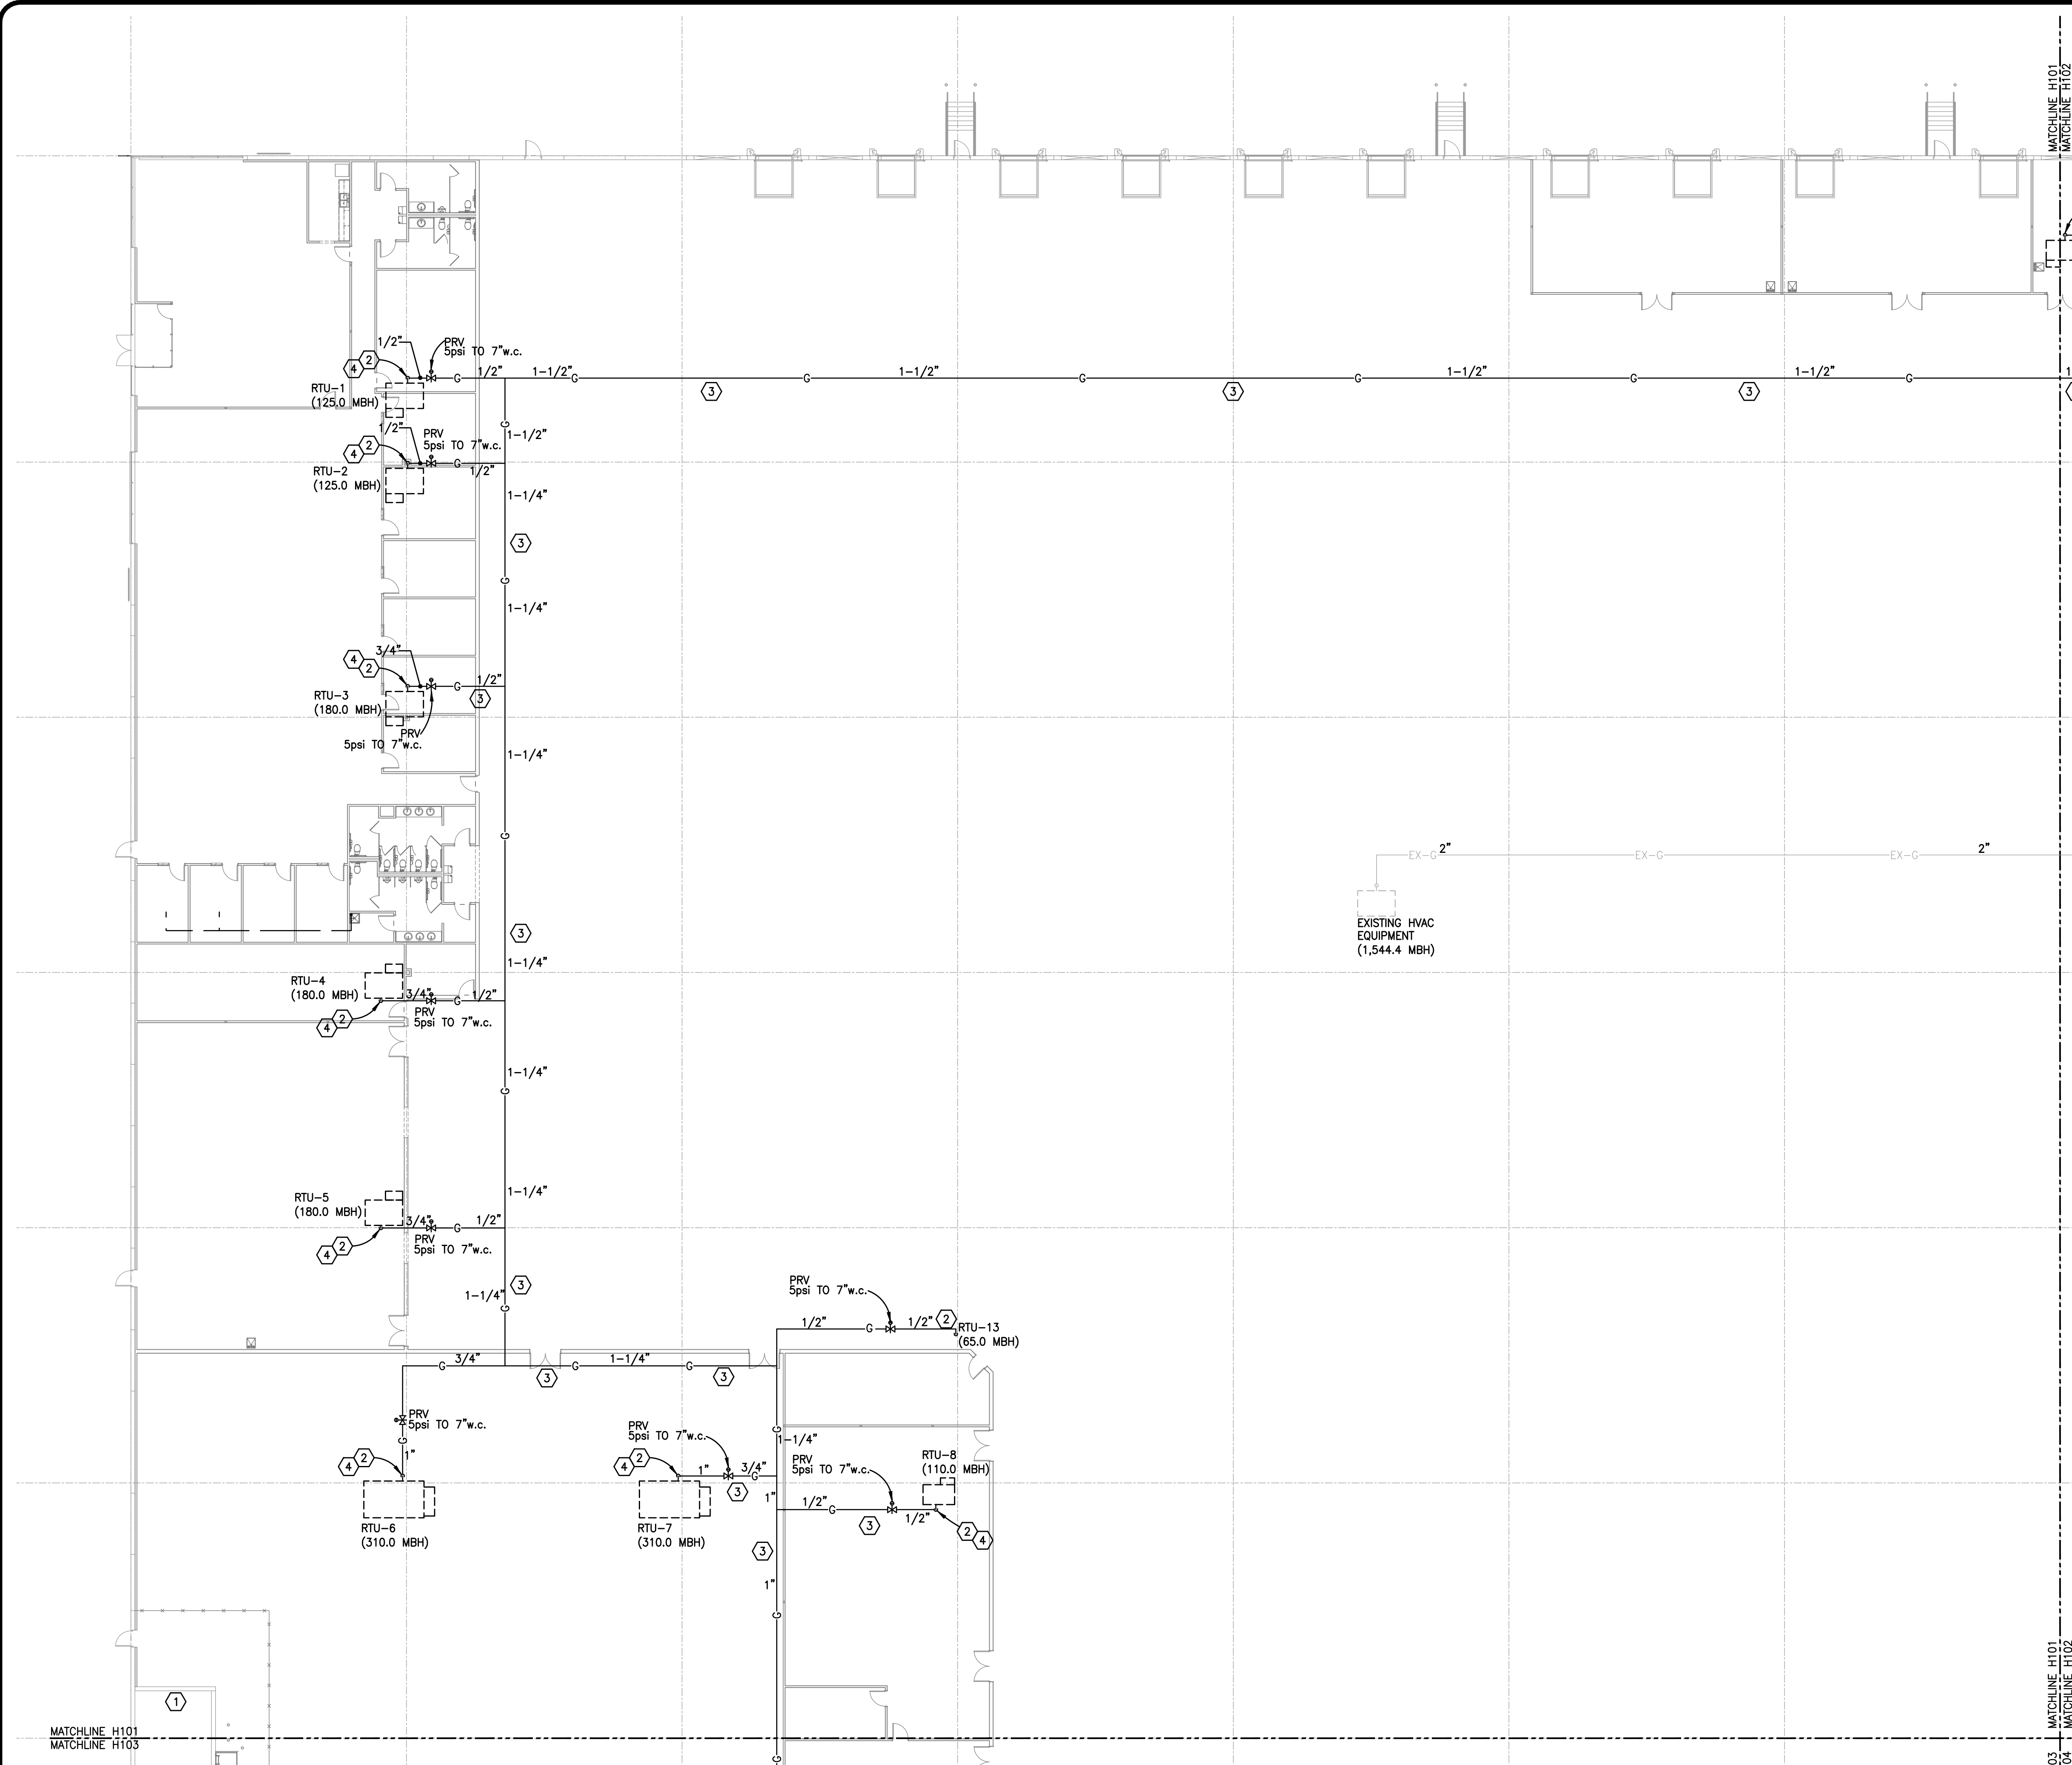 MATCHLINE H101
MATCHLINE H102
1/2"
PRV
5psi TO 7"w.c.
2
4
G
1/2"
1-1/2"
G
G
1-1/2"
G
G
1-1/2"
G
1-1/2"
G
3
3
3
RTU-1
(125.0 MBH)
G
1/2"
PRV
5psi TO 7"w.c.
1-1/2"
2
4
G
1/2"
RTU-2
(125.0 MBH)
1-1/4"
3
G
1-1/4"
3/4"
4
2
G
1/2"
3
RTU-3
(180.0 MBH)
PRV
5psi TO 7"w.c.
1-1/4"
G
EX-G
2"
EX-G
EX-G
2"
EXISTING HVAC
EQUIPMENT
(1,544.4 MBH)
3
1-1/4"
RTU-4
(180.0 MBH)
3/4"
G
1/2"
PRV
5psi TO 7"w.c.
2
4
1-1/4"
G
1-1/4"
RTU-5
(180.0 MBH)
3/4"
G
1/2"
PRV
5psi TO 7"w.c.
2
4
3
1-1/4"
G
PRV
5psi TO 7"w.c.
1/2"
G
1/2"
2
RTU-13
(65.0 MBH)
G
3/4"
G
1-1/4"
G
3
3
PRV
5psi TO 7"w.c.
G
1"
2
4
RTU-6
(310.0 MBH)
PRV
5psi TO 7"w.c.
2
4
1"
3/4"
G
3
RTU-7
(310.0 MBH)
G
1-1/4"
PRV
5psi TO 7"w.c.
RTU-8
(110.0 MBH)
1"
1/2"
G
1/2"
3
2
4
3
1"
G
1
MATCHLINE H101
MATCHLINE H103
G
MATCHLINE H101
MATCHLINE H102
03
04